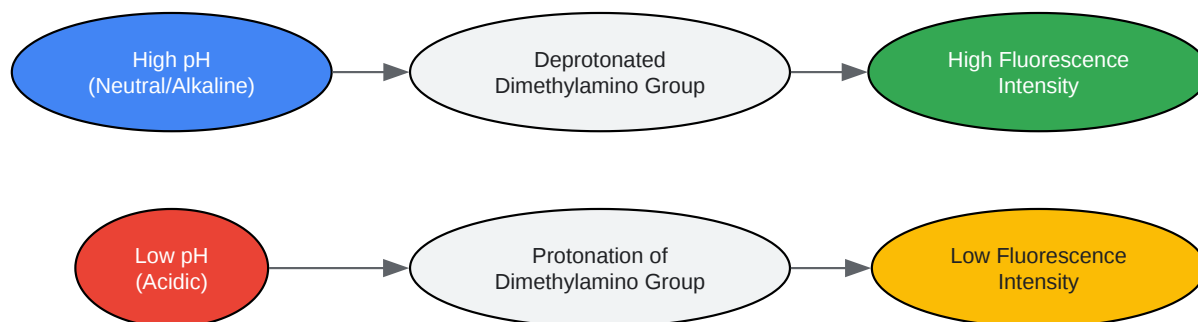 High pH
(Neutral/Alkaline)
Deprotonated
Dimethylamino Group
High Fluorescence
Intensity
Low pH
(Acidic)
Protonation of
Dimethylamino Group
Low Fluorescence
Intensity